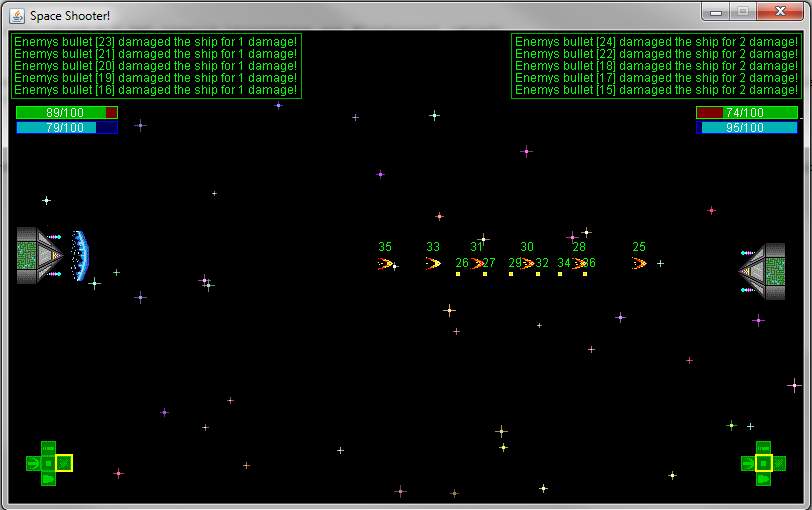 Space Shooter!
Enemys bullet [23] damaged the ship for 1 damage!
Enemys bullet [21] damaged the ship for 1 damage!
Enemys bullet [20] damaged the ship for 1 damage!
Enemys bullet [19] damaged the ship for 1 damage!
Enemys bullet [16] damaged the ship for 1 damage!
Enemys bullet [24] damaged the ship for 2 damage!
Enemys bullet [22] damaged the ship for 2 damage!
Enemys bullet [18] damaged the ship for 2 damage!
Enemys bullet [17] damaged the ship for 2 damage!
Enemys bullet [15] damaged the ship for 2 damage!
89/100
79/100
74/100
95/100
35 33 31 30 28 25
26 27 29 32 34 36